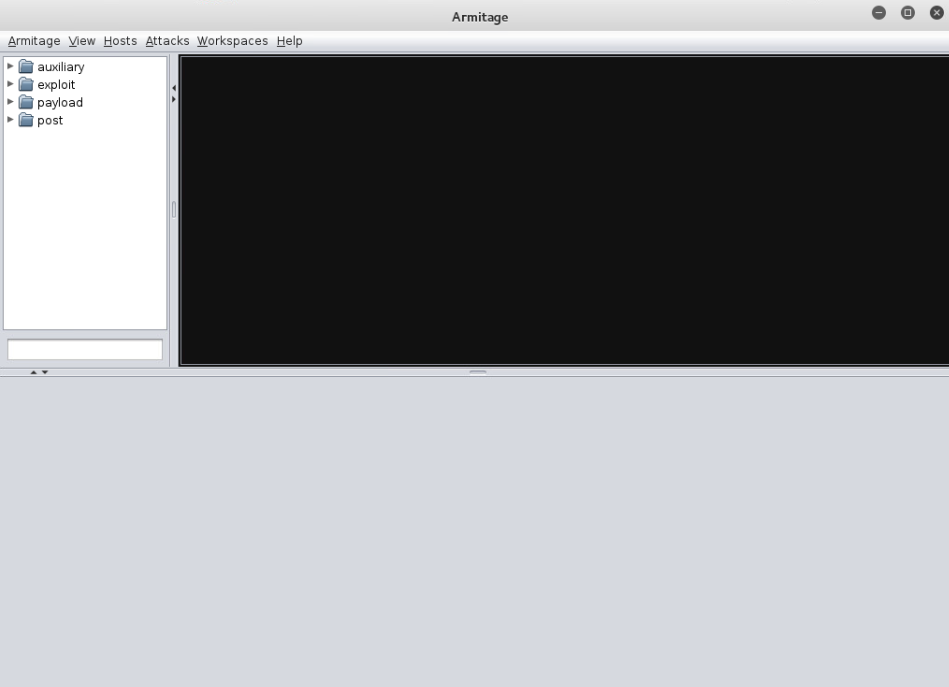 Armitage
Armitage View Hosts Attacks Workspaces Help
auxiliary
exploit
payload
post